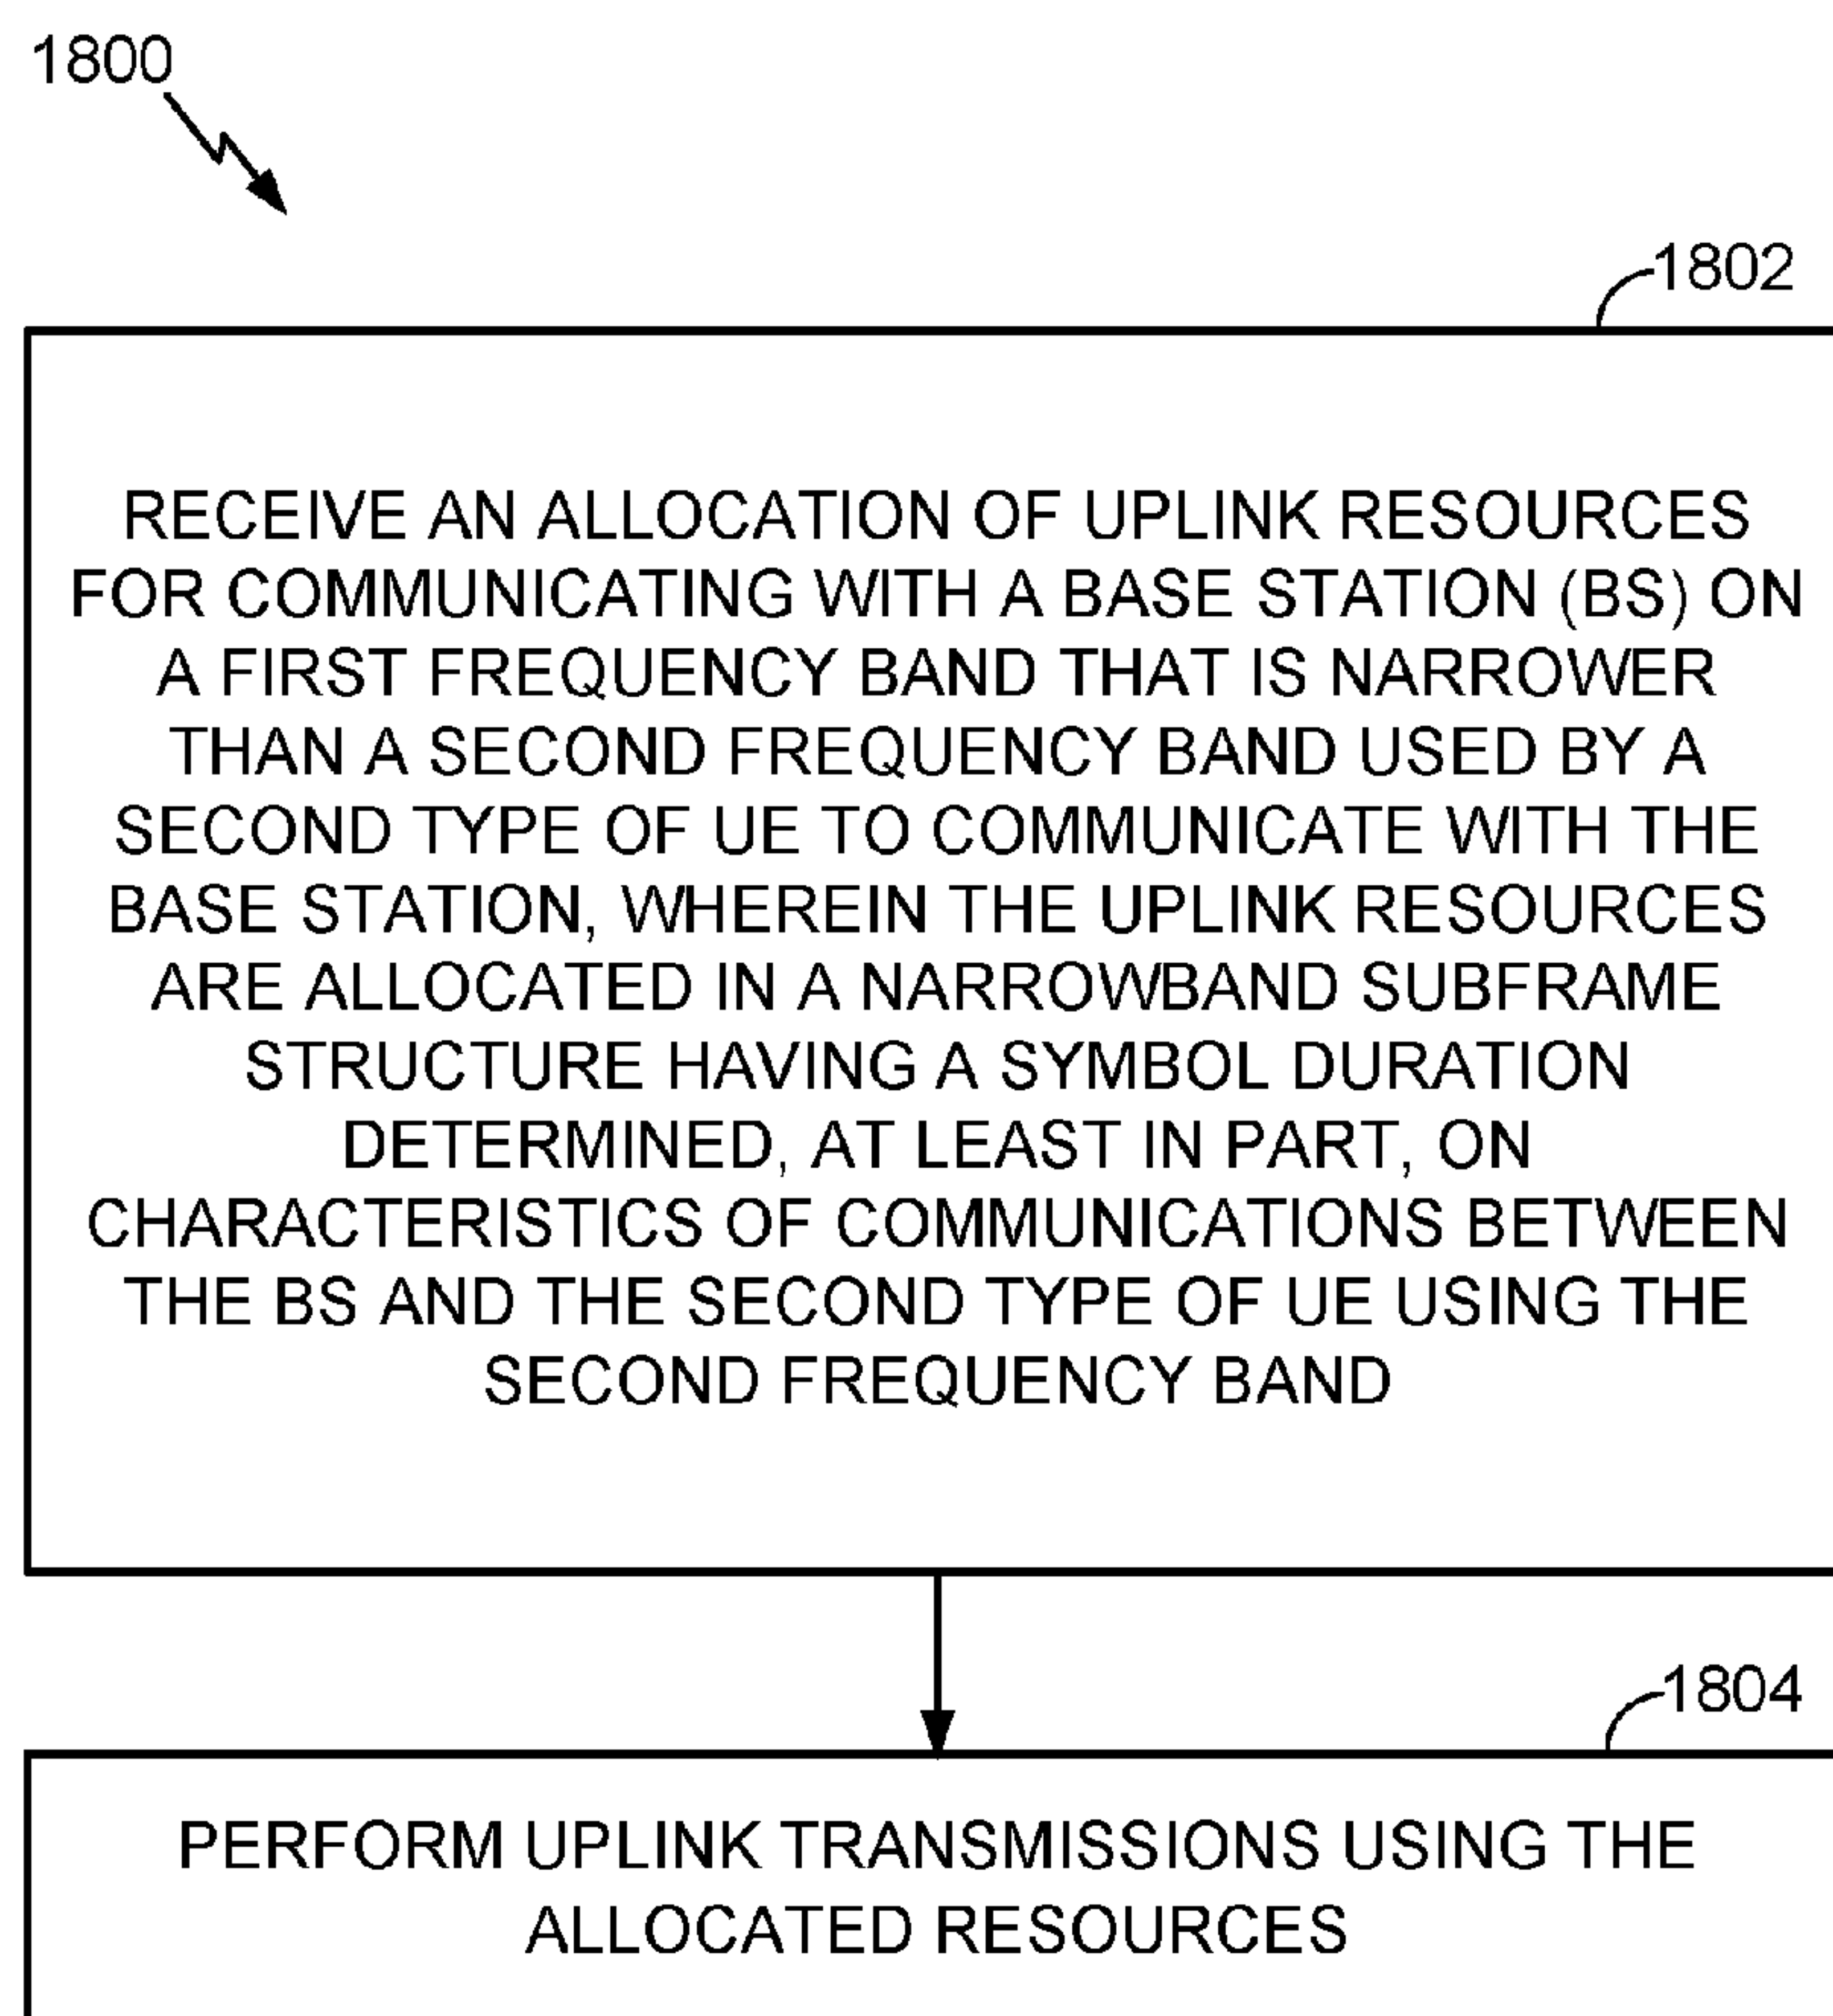 1800
1802
RECEIVE AN ALLOCATION OF UPLINK RESOURCES
FOR COMMUNICATING WITH A BASE STATION (BS) ON
A FIRST FREQUENCY BAND THAT IS NARROWER
THAN A SECOND FREQUENCY BAND USED BY A
SECOND TYPE OF UE TO COMMUNICATE WITH THE
BASE STATION, WHEREIN THE UPLINK RESOURCES
ARE ALLOCATED IN A NARROWBAND SUBFRAME
STRUCTURE HAVING A SYMBOL DURATION
DETERMINED, AT LEAST IN PART, ON
CHARACTERISTICS OF COMMUNICATIONS BETWEEN
THE BS AND THE SECOND TYPE OF UE USING THE
SECOND FREQUENCY BAND
1804
PERFORM UPLINK TRANSMISSIONS USING THE
ALLOCATED RESOURCES